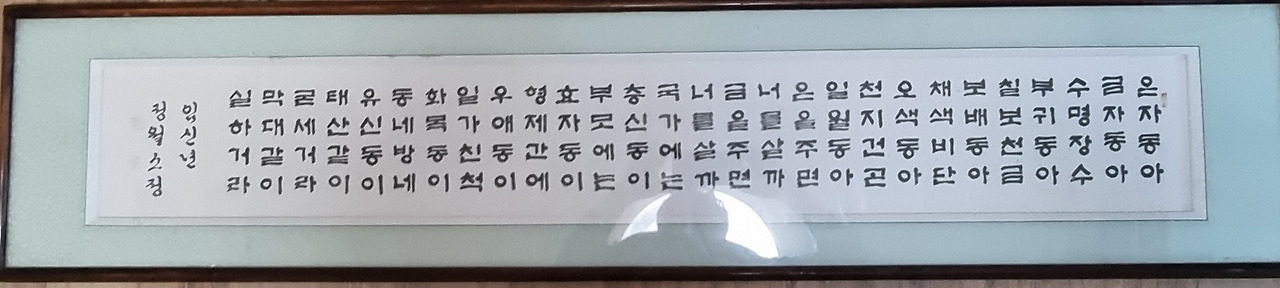 은자동아
금자동아
수명장수
부귀동아
칠보천금
보배동아
채색비단
오색동아
천지건곤
일월동아
은을주면
너를살까
금을주면
너를살까
국가에는
충신동이
부모에는
효자동이
형제간에
우애동이
일가친척
화목동이
동네방네
유신동이
태산같이
굳세거라
막대같이
실하거라
임신년
정월